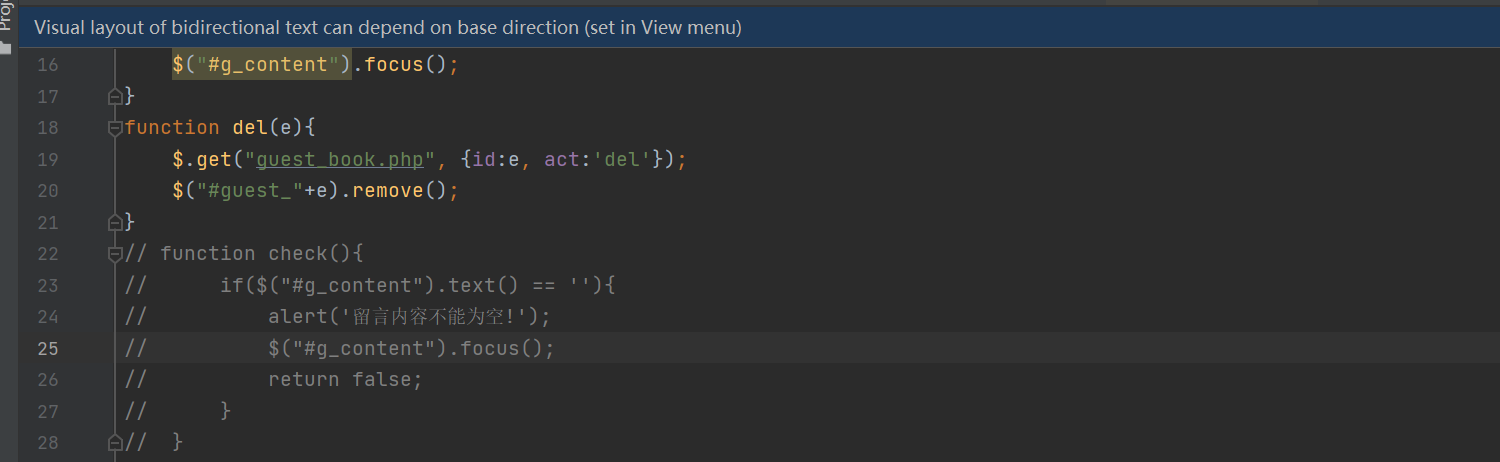 Proj
Visual layout of bidirectional text can depend on base direction (set in View menu)
16 $("#g_content").focus();
17 }
18 function del(e){
19 $.get("guest_book.php", {id:e, act:'del'});
20 $("#guest_"+e).remove();
21 }
22 // function check(){
23 // if($("#g_content").text() == ''){
24 // alert('留言内容不能为空!');
25 // $("#g_content").focus();
26 // return false;
27 // }
28 // }